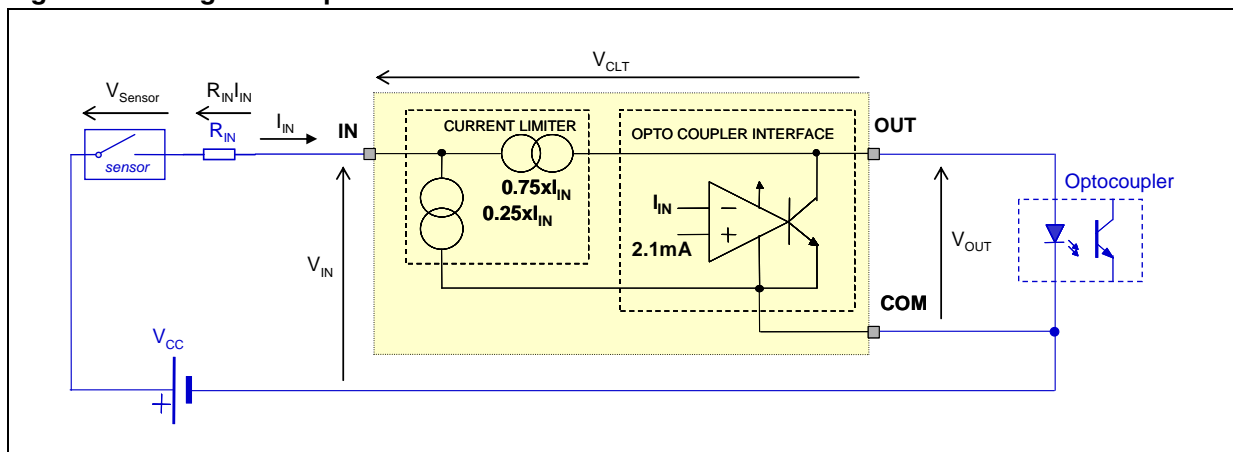 V_CLT
V_Sensor
R_IN I_IN
R_IN
I_IN
IN
sensor
CURRENT LIMITER
0.75xI_IN
0.25xI_IN
OPTO COUPLER INTERFACE
I_IN
2.1mA
−
+
OUT
COM
V_IN
V_OUT
Optocoupler
V_CC
+